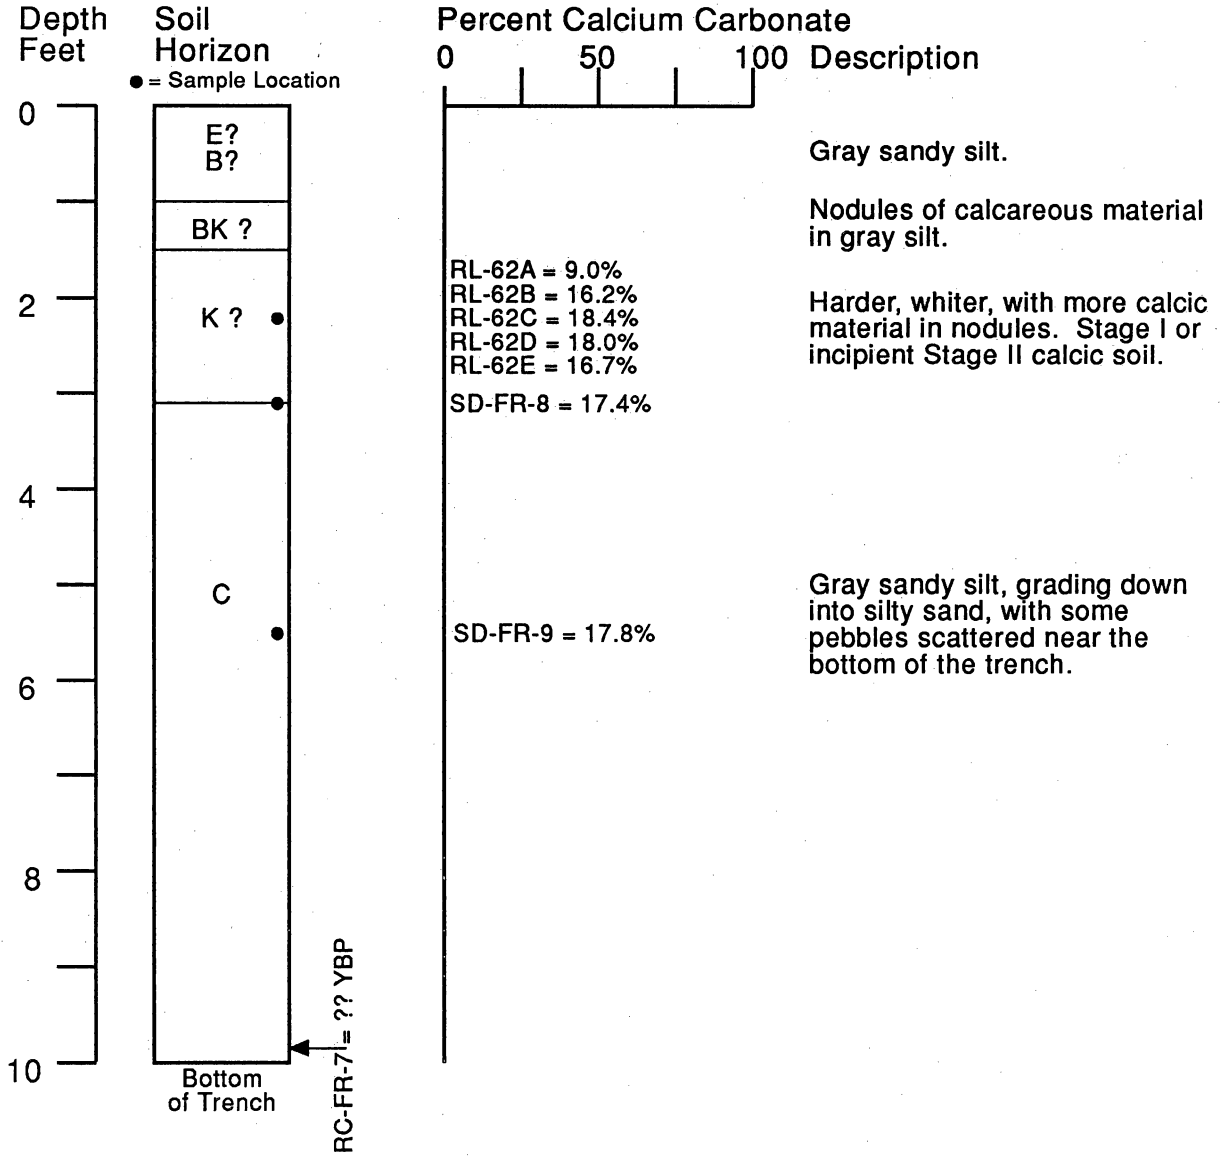 Depth
Feet
Soil
Horizon
● = Sample Location
Percent Calcium Carbonate
0 50 100
Description
0
2
4
6
8
10
E?
B?
BK ?
K ?
C
Bottom
of Trench
RC-FR-7 = ?? YBP
RL-62A = 9.0%
RL-62B = 16.2%
RL-62C = 18.4%
RL-62D = 18.0%
RL-62E = 16.7%
SD-FR-8 = 17.4%
SD-FR-9 = 17.8%
Gray sandy silt.
Nodules of calcareous material
in gray silt.
Harder, whiter, with more calcic
material in nodules. Stage I or
incipient Stage II calcic soil.
Gray sandy silt, grading down
into silty sand, with some
pebbles scattered near the
bottom of the trench.